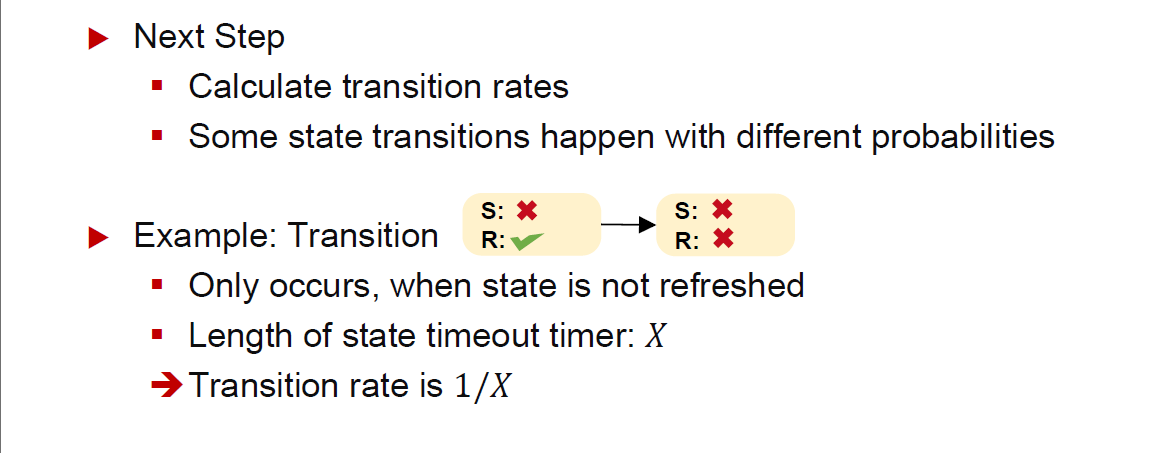 Next Step
Calculate transition rates
Some state transitions happen with different probabilities
Example: Transition
S: ✖
R: ✔
S: ✖
R: ✖
Only occurs, when state is not refreshed
Length of state timeout timer: X
➔ Transition rate is 1/X